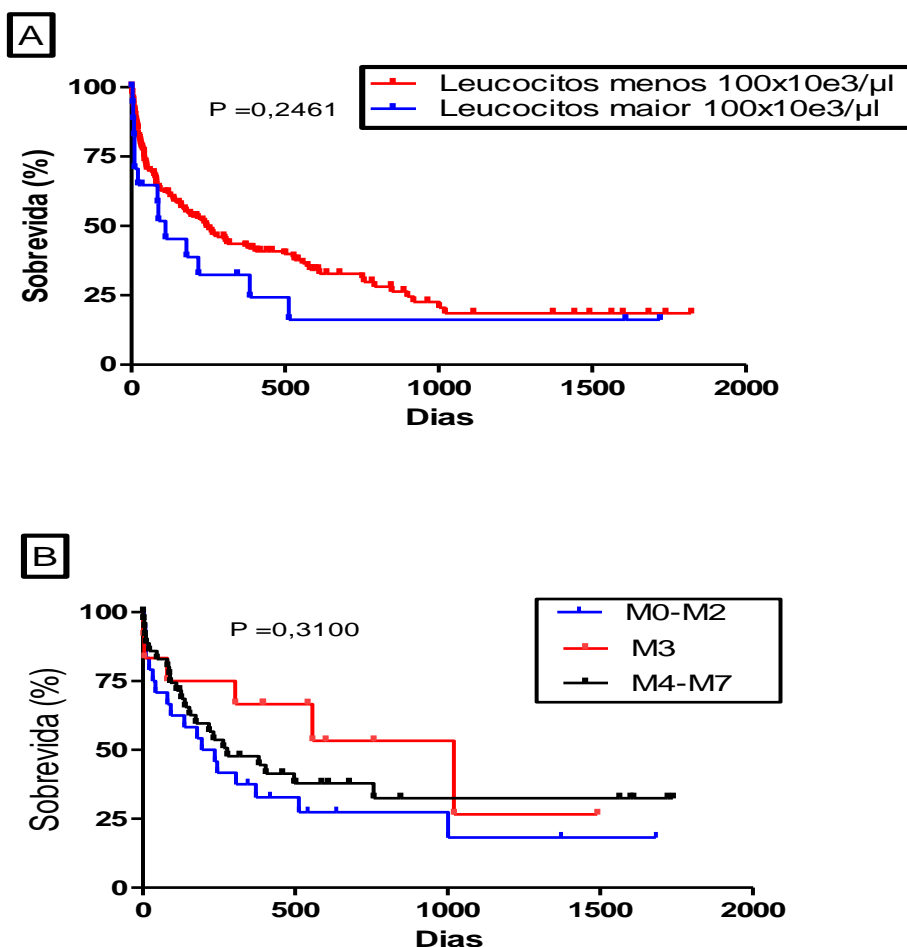 A
Leucocitos menos 100x10e3/µl
Leucocitos maior 100x10e3/µl
P =0,2461
Sobrevida (%)
100
75
50
25
0
0 500 1000 1500 2000
Dias
B
M0-M2
M3
M4-M7
P =0,3100
Sobrevida (%)
100
75
50
25
0
0 500 1000 1500 2000
Dias